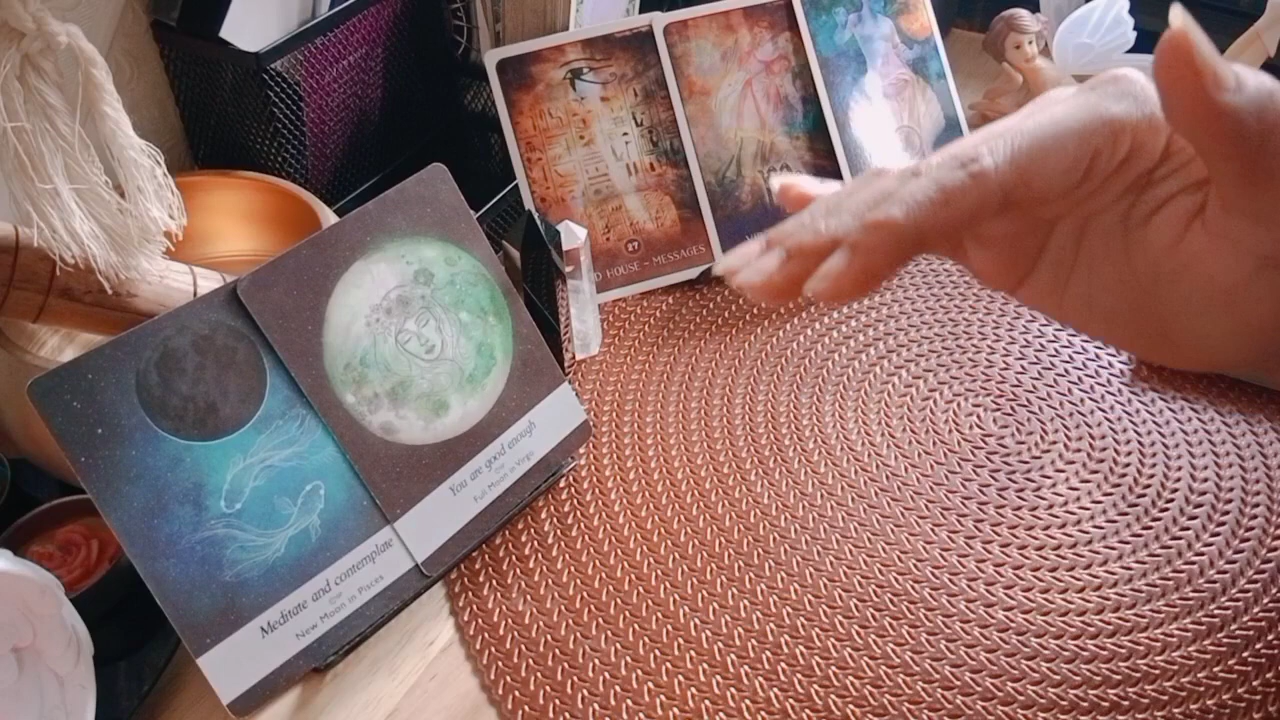 27
HOUSE ~ MESSAGES
You are good enough
Full Moon in Virgo
Meditate and contemplate
New Moon in Pisces